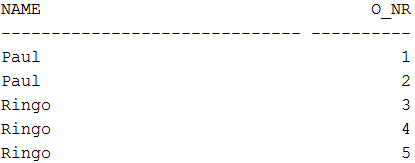 NAME                                 O_NR
------------------------------ ----------
Paul                                    1
Paul                                    2
Ringo                                   3
Ringo                                   4
Ringo                                   5